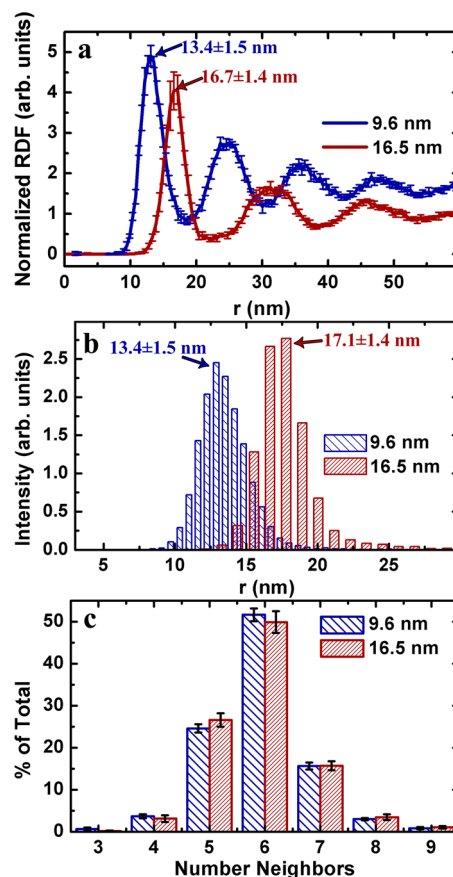 a
13.4±1.5 nm
16.7±1.4 nm
9.6 nm
16.5 nm
Normalized RDF (arb. units)
5
4
3
2
1
0
0 10 20 30 40 50
r (nm)
b
13.4±1.5 nm
17.1±1.4 nm
9.6 nm
16.5 nm
Intensity (arb. units)
2.5
2.0
1.5
1.0
0.5
0.0
5 10 15 20 25
r (nm)
c
9.6 nm
16.5 nm
% of Total
50
40
30
20
10
0
3 4 5 6 7 8 9
Number Neighbors